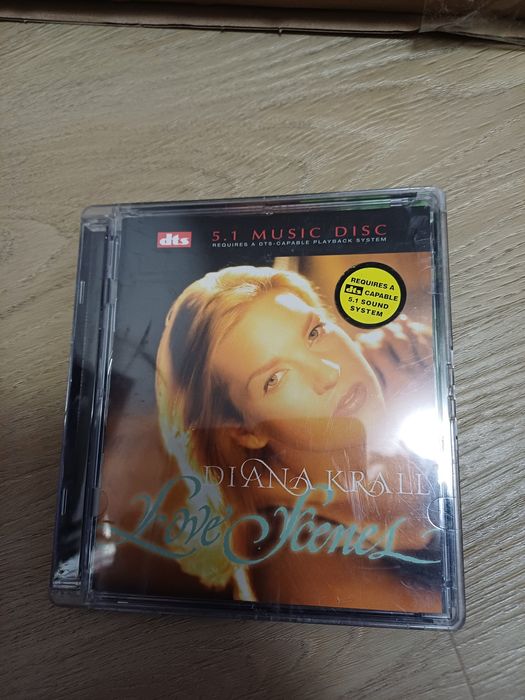 dts 5.1 MUSIC DISC
REQUIRES A DTS-CAPABLE PLAYBACK SYSTEM
REQUIRES A
dts CAPABLE
5.1 SOUND
SYSTEM
DIANA KRALL
Love Scenes